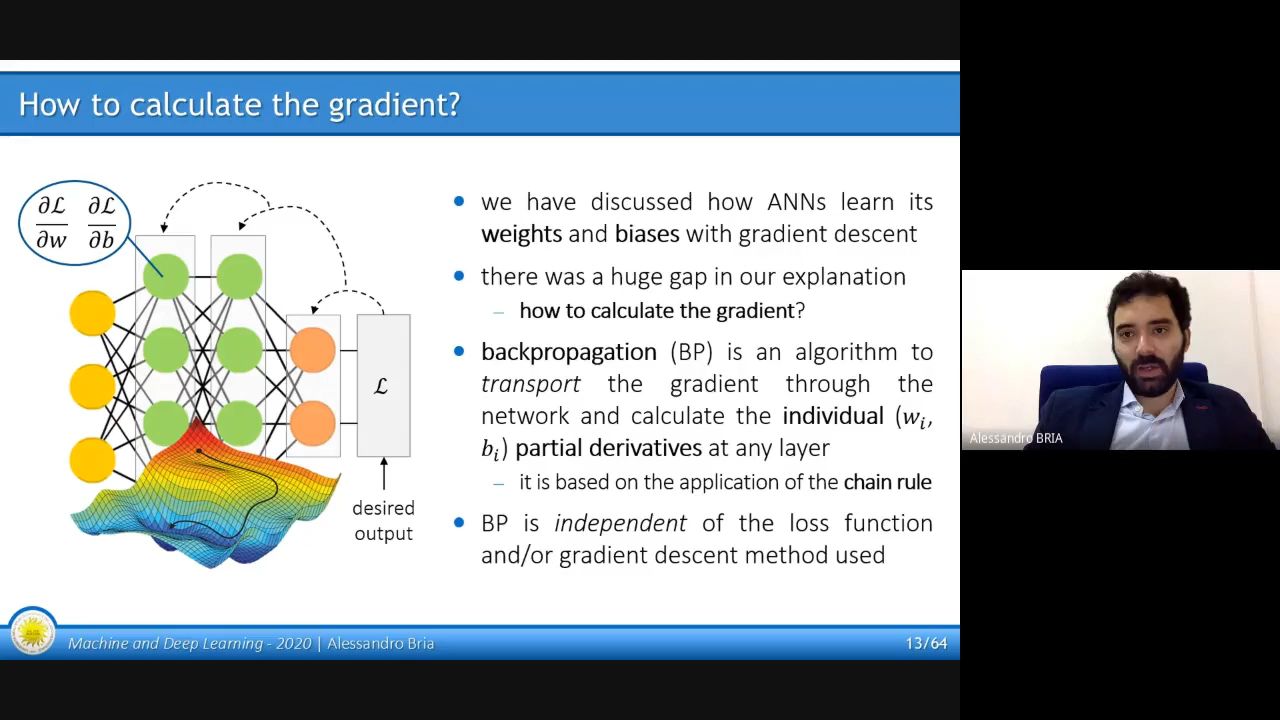 How to calculate the gradient?
∂ℒ/∂w ∂ℒ/∂b
ℒ
desired
output
• we have discussed how ANNs learn its
weights and biases with gradient descent
• there was a huge gap in our explanation
– how to calculate the gradient?
• backpropagation (BP) is an algorithm to
transport the gradient through the
network and calculate the individual (wᵢ,
bᵢ) partial derivatives at any layer
– it is based on the application of the chain rule
• BP is independent of the loss function
and/or gradient descent method used
Alessandro BRIA
Machine and Deep Learning - 2020 | Alessandro Bria
13/64